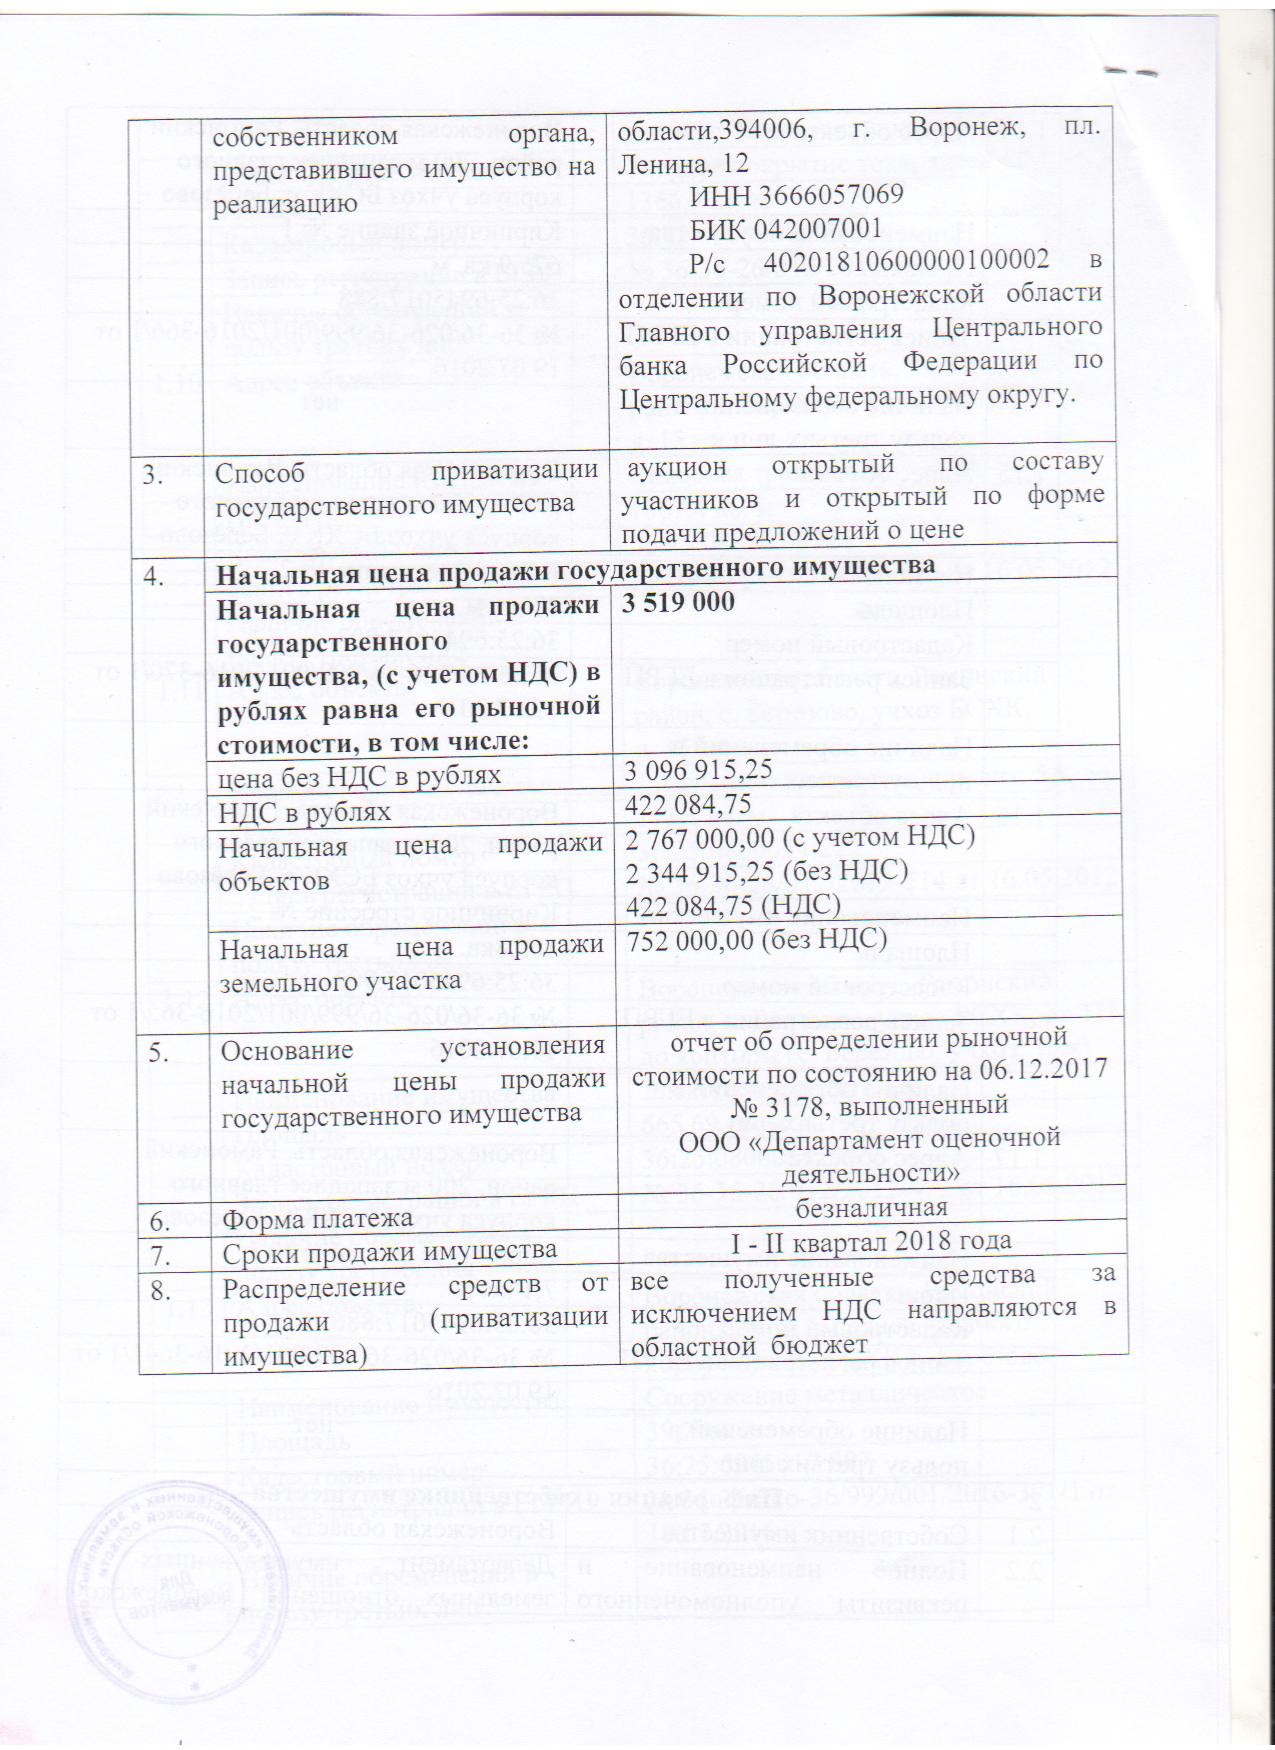 собственником органа,
представившего имущество на
реализацию
области,394006, г. Воронеж, пл.
Ленина, 12
ИНН 3666057069
БИК 042007001
Р/с 40201810600000100002 в
отделении по Воронежской области
Главного управления Центрального
банка Российской Федерации по
Центральному федеральному округу.
3.
Способ приватизации
государственного имущества
аукцион открытый по составу
участников и открытый по форме
подачи предложений о цене
4.
Начальная цена продажи государственного имущества
Начальная цена продажи
государственного
имущества, (с учетом НДС) в
рублях равна его рыночной
стоимости, в том числе:
3 519 000
цена без НДС в рублях
3 096 915,25
НДС в рублях
422 084,75
Начальная цена продажи
объектов
2 767 000,00 (с учетом НДС)
2 344 915,25 (без НДС)
422 084,75 (НДС)
Начальная цена продажи
земельного участка
752 000,00 (без НДС)
5.
Основание установления
начальной цены продажи
государственного имущества
отчет об определении рыночной
стоимости по состоянию на 06.12.2017
№ 3178, выполненный
ООО «Департамент оценочной
деятельности»
6.
Форма платежа
безналичная
7.
Сроки продажи имущества
I - II квартал 2018 года
8.
Распределение средств от
продажи (приватизации
имущества)
все полученные средства за
исключением НДС направляются в
областной бюджет